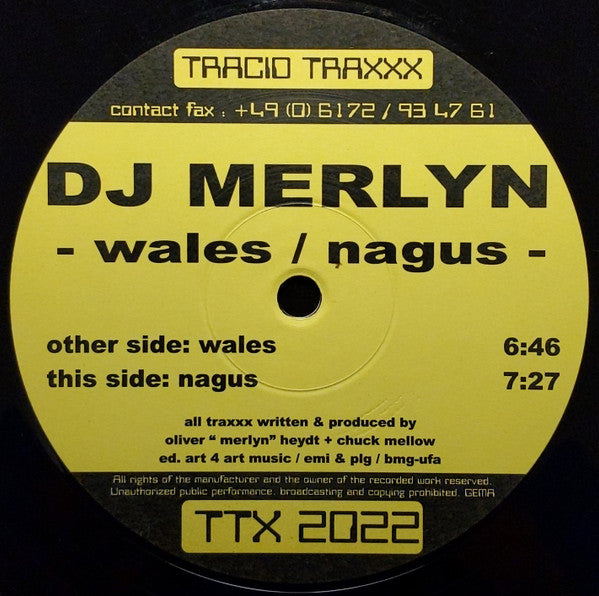 TRACID TRAXXX
contact fax : +49 (0) 6172 / 93 47 61
DJ MERLYN
- wales / nagus -
other side: wales 6:46
this side: nagus 7:27
all traxxx written & produced by
oliver “ merlyn” heydt + chuck mellow
ed. art 4 art music / emi & plg / bmg-ufa
All rights of the manufacturer and the owner of the recorded work reserved.
Unauthorized public performance, broadcasting and copying prohibited. GEMA
TTX 2022